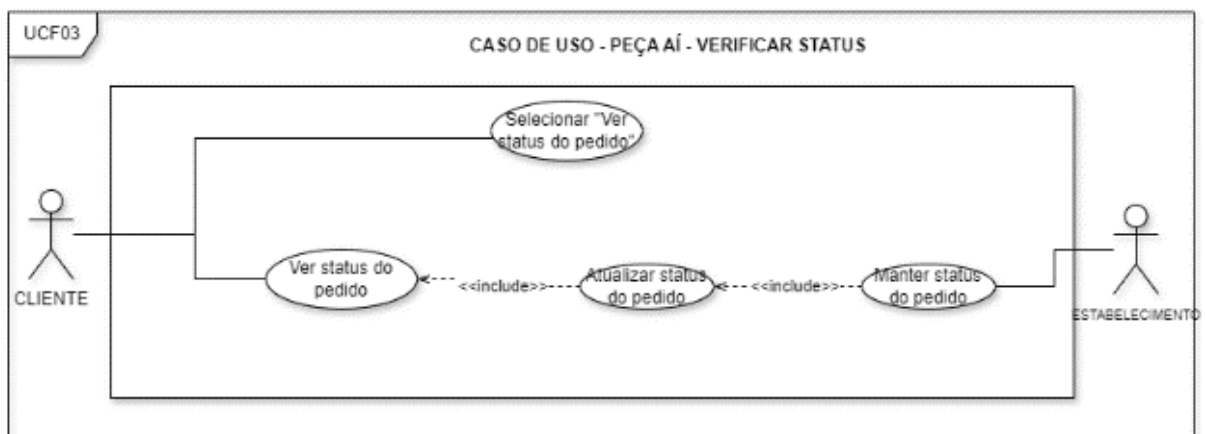 UCF03
CASO DE USO - PEÇA AÍ - VERIFICAR STATUS
Selecionar "Ver
status do pedido"
CLIENTE
Ver status do
pedido
<<include>>
Atualizar status
do pedido
<<include>>
Manter status
do pedido
ESTABELECIMENTO